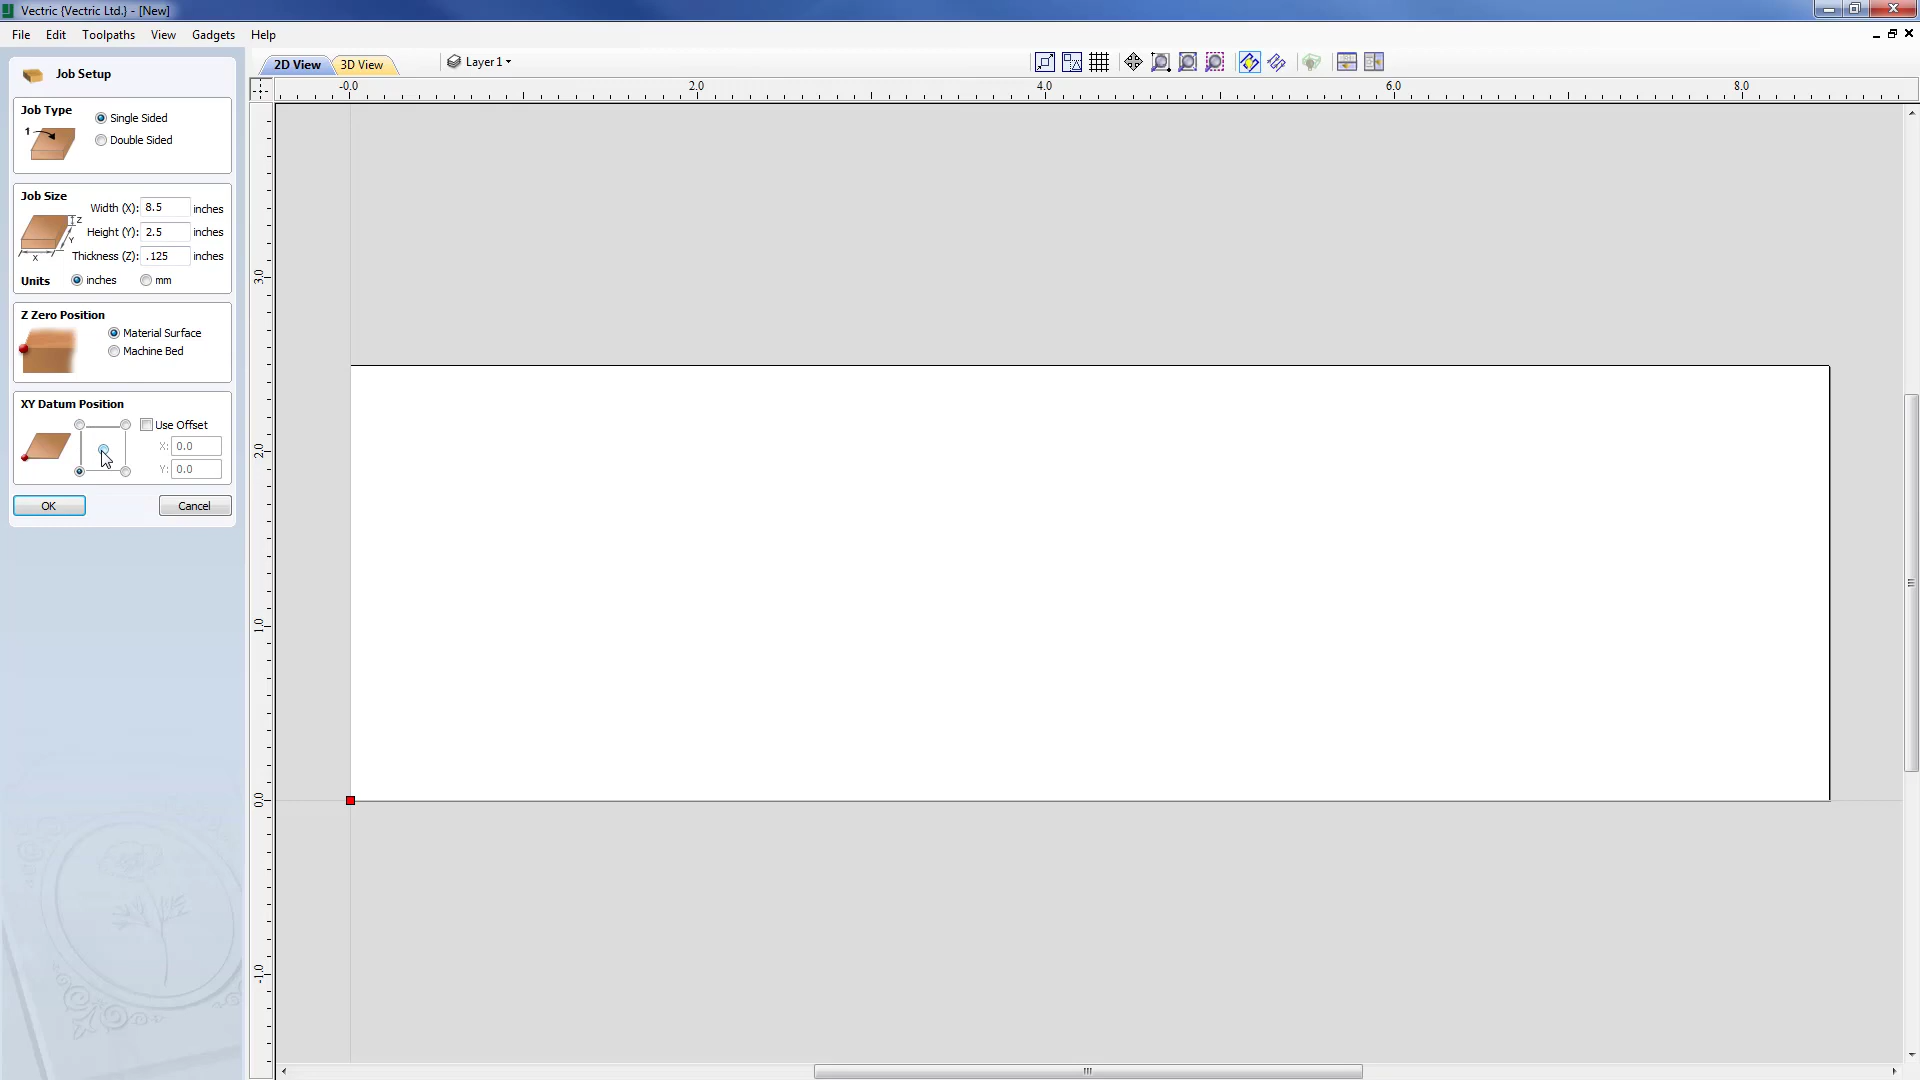 Vectric {Vectric Ltd.} - [New]
File Edit Toolpaths View Gadgets Help
Job Setup
2D View 3D View Layer 1
-0.0 2.0 4.0 6.0 8.0
Job Type
1
Single Sided
Double Sided
Job Size
Width (X): 8.5 inches
Z
Height (Y): 2.5 inches
Y
X
Thickness (Z): .125 inches
Units inches mm
Z Zero Position
Material Surface
Machine Bed
XY Datum Position
Use Offset
X: 0.0
Y: 0.0
OK Cancel
3.0
2.0
1.0
0.0
-1.0